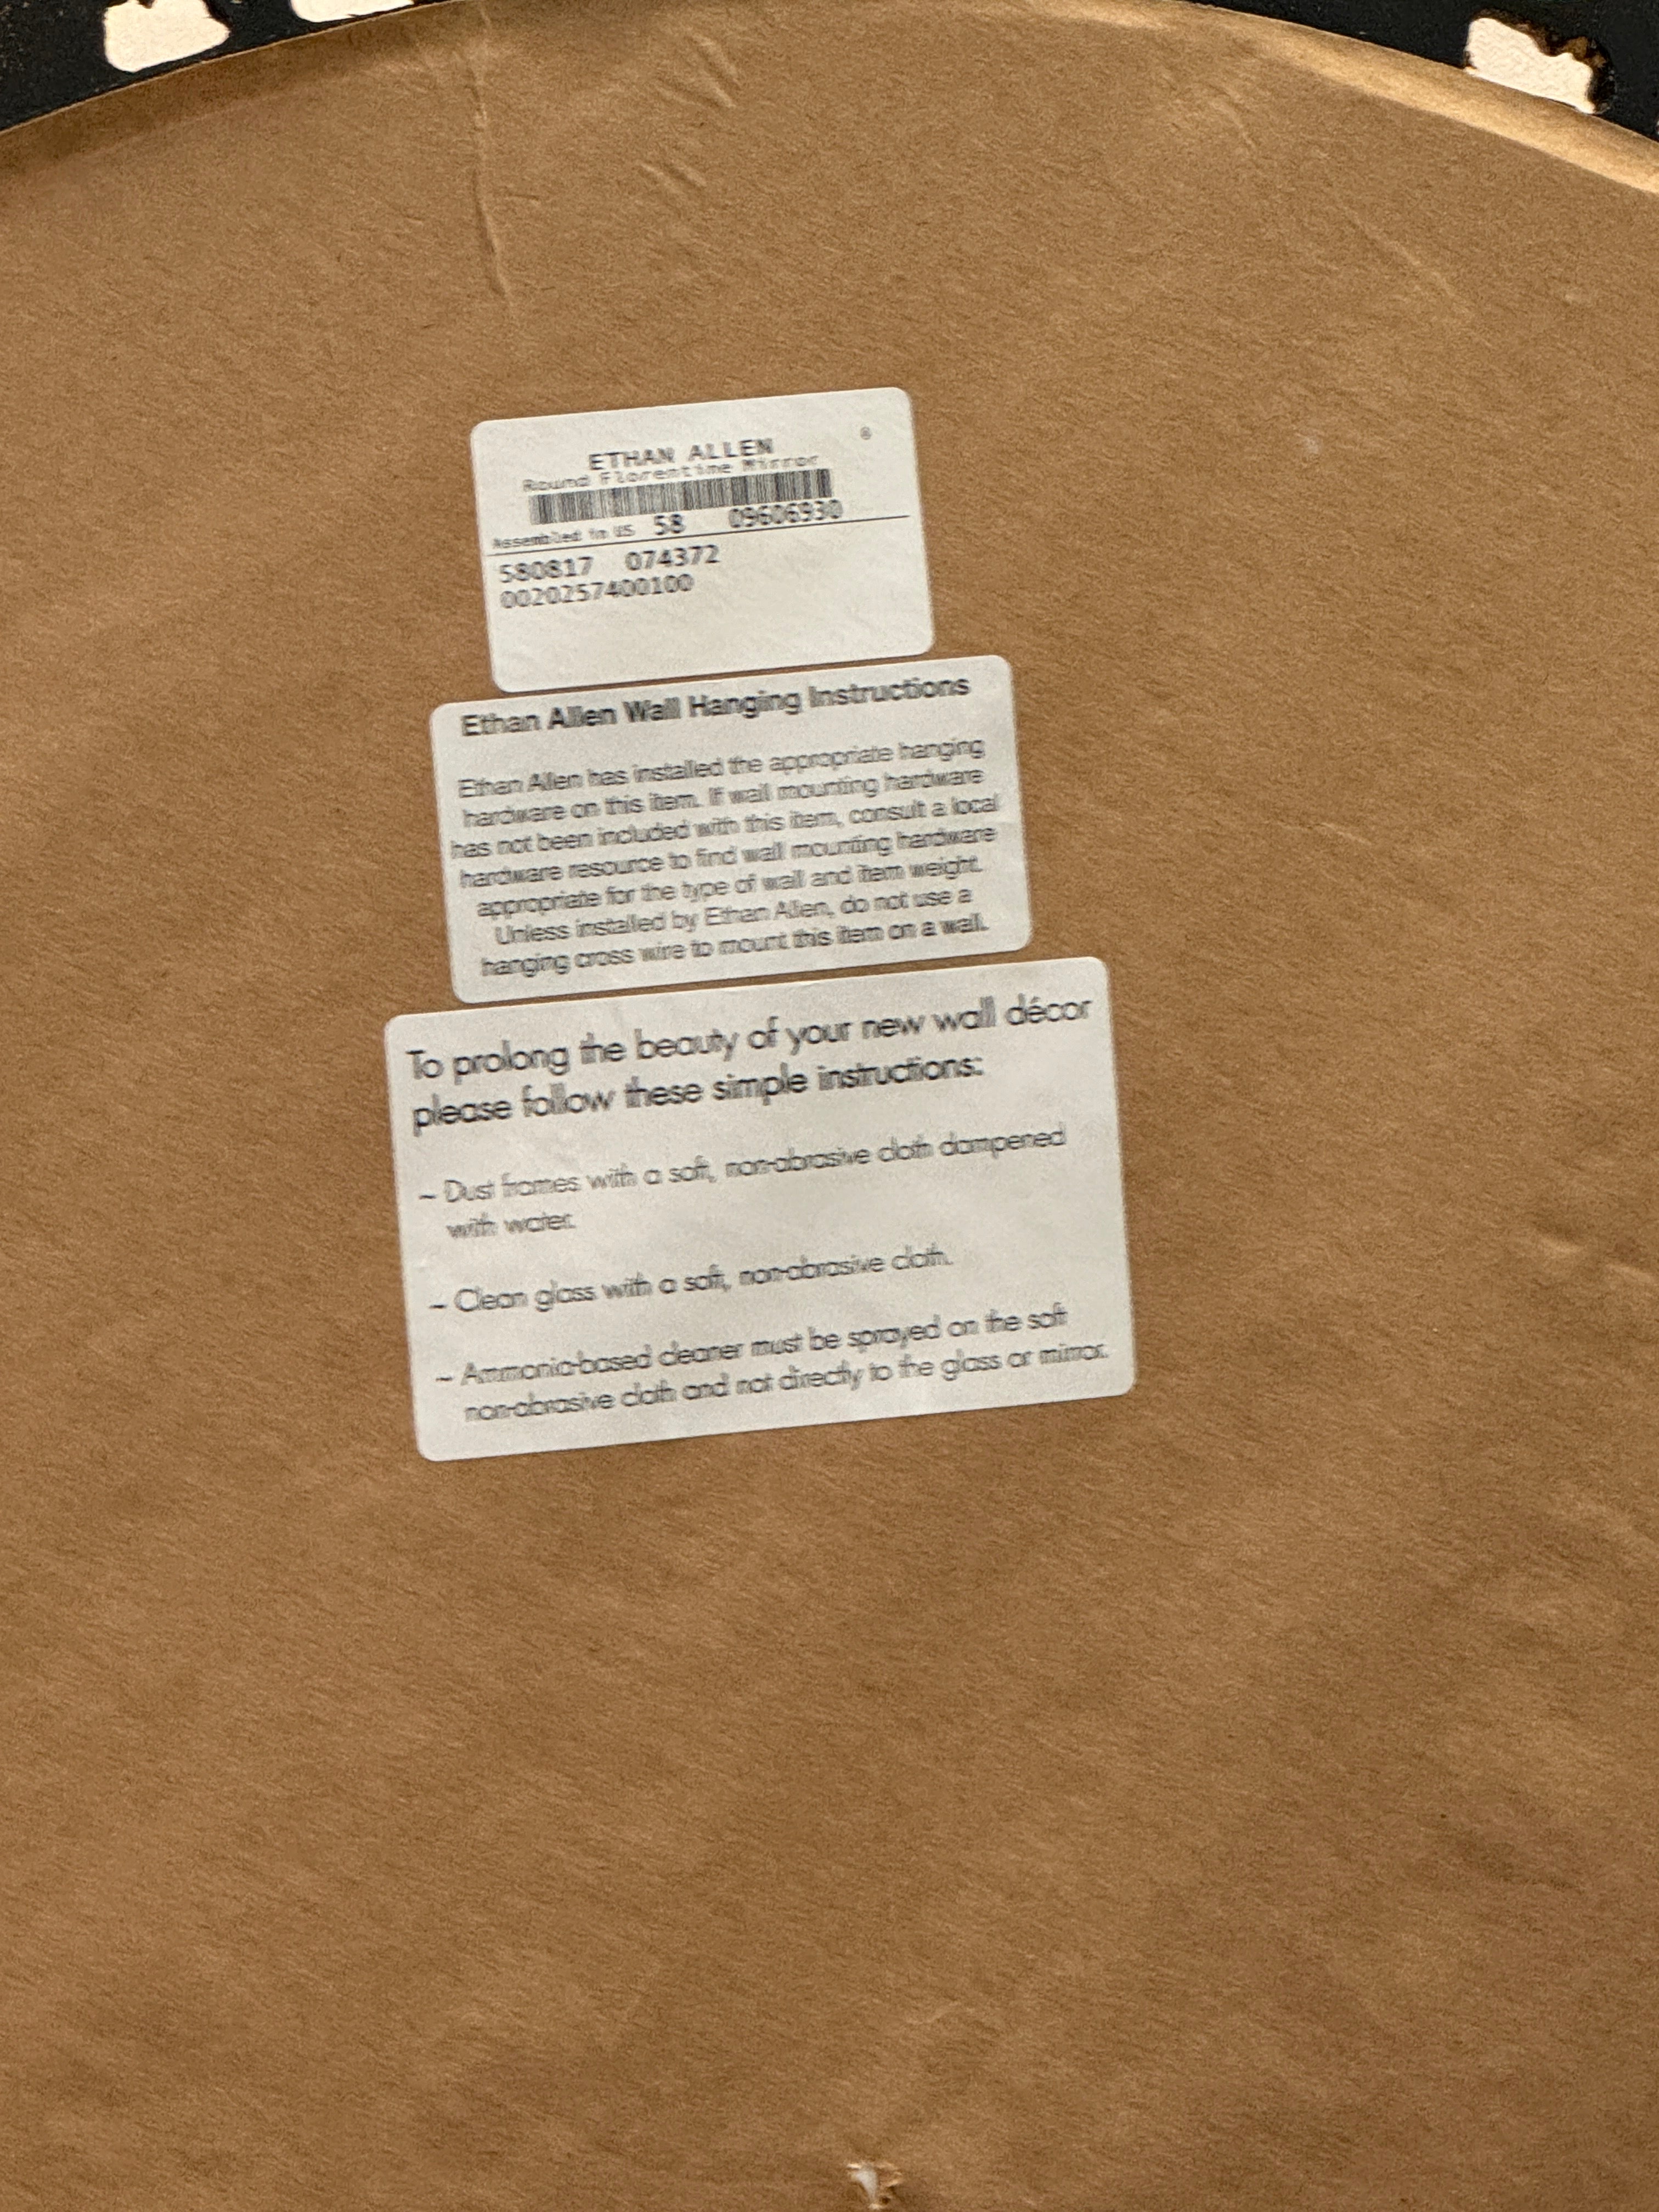 ETHAN ALLEN
Round Florentine Mirror
Assembled in US 58 09606930
580817 074372
0020257400100
Ethan Allen Wall Hanging Instructions
Ethan Allen has installed the appropriate hanging
hardware on this item. If wall mounting hardware
has not been included with this item, consult a local
hardware resource to find wall mounting hardware
appropriate for the type of wall and item weight.
Unless installed by Ethan Allen, do not use a
hanging cross wire to mount this item on a wall.
To prolong the beauty of your new wall décor
please follow these simple instructions:
~ Dust frames with a soft, non-abrasive cloth dampened
with water.
~ Clean glass with a soft, non-abrasive cloth.
~ Ammonia-based cleaner must be sprayed on the soft
non-abrasive cloth and not directly to the glass or mirror.